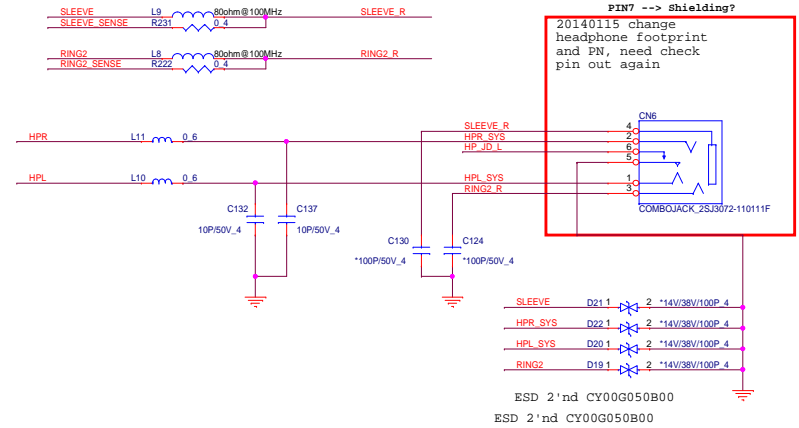 PIN7 --> Shielding?
SLEEVE L9 80ohm@100MHz SLEEVE_R
SLEEVE_SENSE R231 0_4
20140115 change
headphone footprint
and PN, need check
pin out again
RING2 L8 80ohm@100MHz RING2_R
RING2_SENSE R222 0_4
CN6
SLEEVE_R 4
HPR L11 0_6 HPR_SYS 2
HP_JD_L 6
5
HPL L10 0_6 HPL_SYS 1
RING2_R 3
COMBOJACK_2SJ3072-110111F
C132 C137
10P/50V_4 10P/50V_4
C130 C124
*100P/50V_4 *100P/50V_4
SLEEVE D21 1 2 *14V/38V/100P_4
HPR_SYS D22 1 2 *14V/38V/100P_4
HPL_SYS D20 1 2 *14V/38V/100P_4
RING2 D19 1 2 *14V/38V/100P_4
ESD 2'nd CY00G050B00
ESD 2'nd CY00G050B00